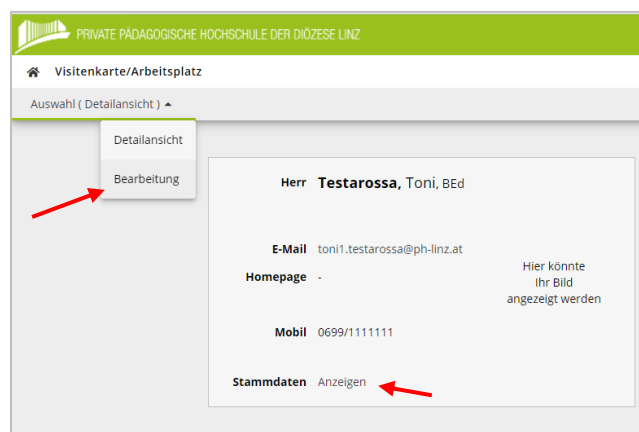 PRIVATE PÄDAGOGISCHE HOCHSCHULE DER DIÖZESE LINZ
Visitenkarte/Arbeitsplatz
Auswahl ( Detailansicht )
Detailansicht
Bearbeitung
Herr Testarossa, Toni, BEd
E-Mail toni1.testarossa@ph-linz.at
Homepage -
Hier könnte
Ihr Bild
angezeigt werden
Mobil 0699/1111111
Stammdaten Anzeigen